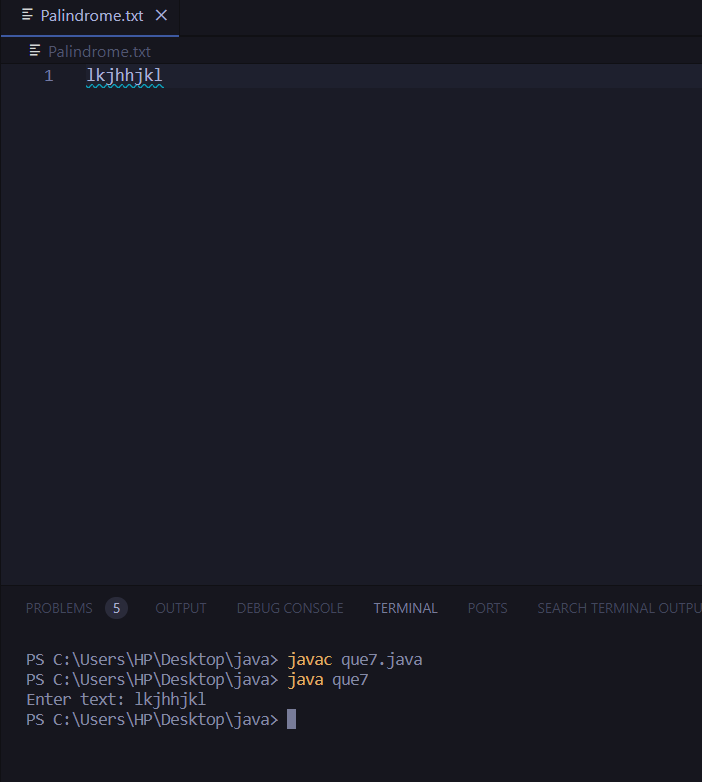 Palindrome.txt
Palindrome.txt
1 lkjhhjkl
PROBLEMS 5 OUTPUT DEBUG CONSOLE TERMINAL PORTS SEARCH TERMINAL OUTPU
PS C:\Users\HP\Desktop\java> javac que7.java
PS C:\Users\HP\Desktop\java> java que7
Enter text: lkjhhjkl
PS C:\Users\HP\Desktop\java>